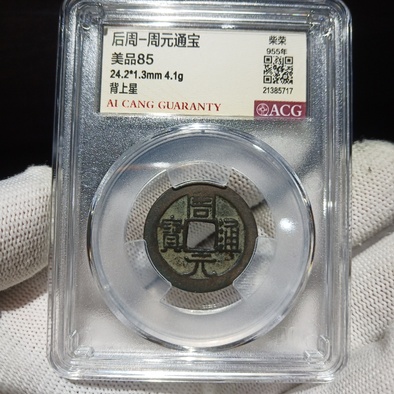 后周-周元通宝
美品85
24.2*1.3mm 4.1g
背上星
AI CANG GUARANTY
柴荣
955年
21385717
ACG
周元通寳